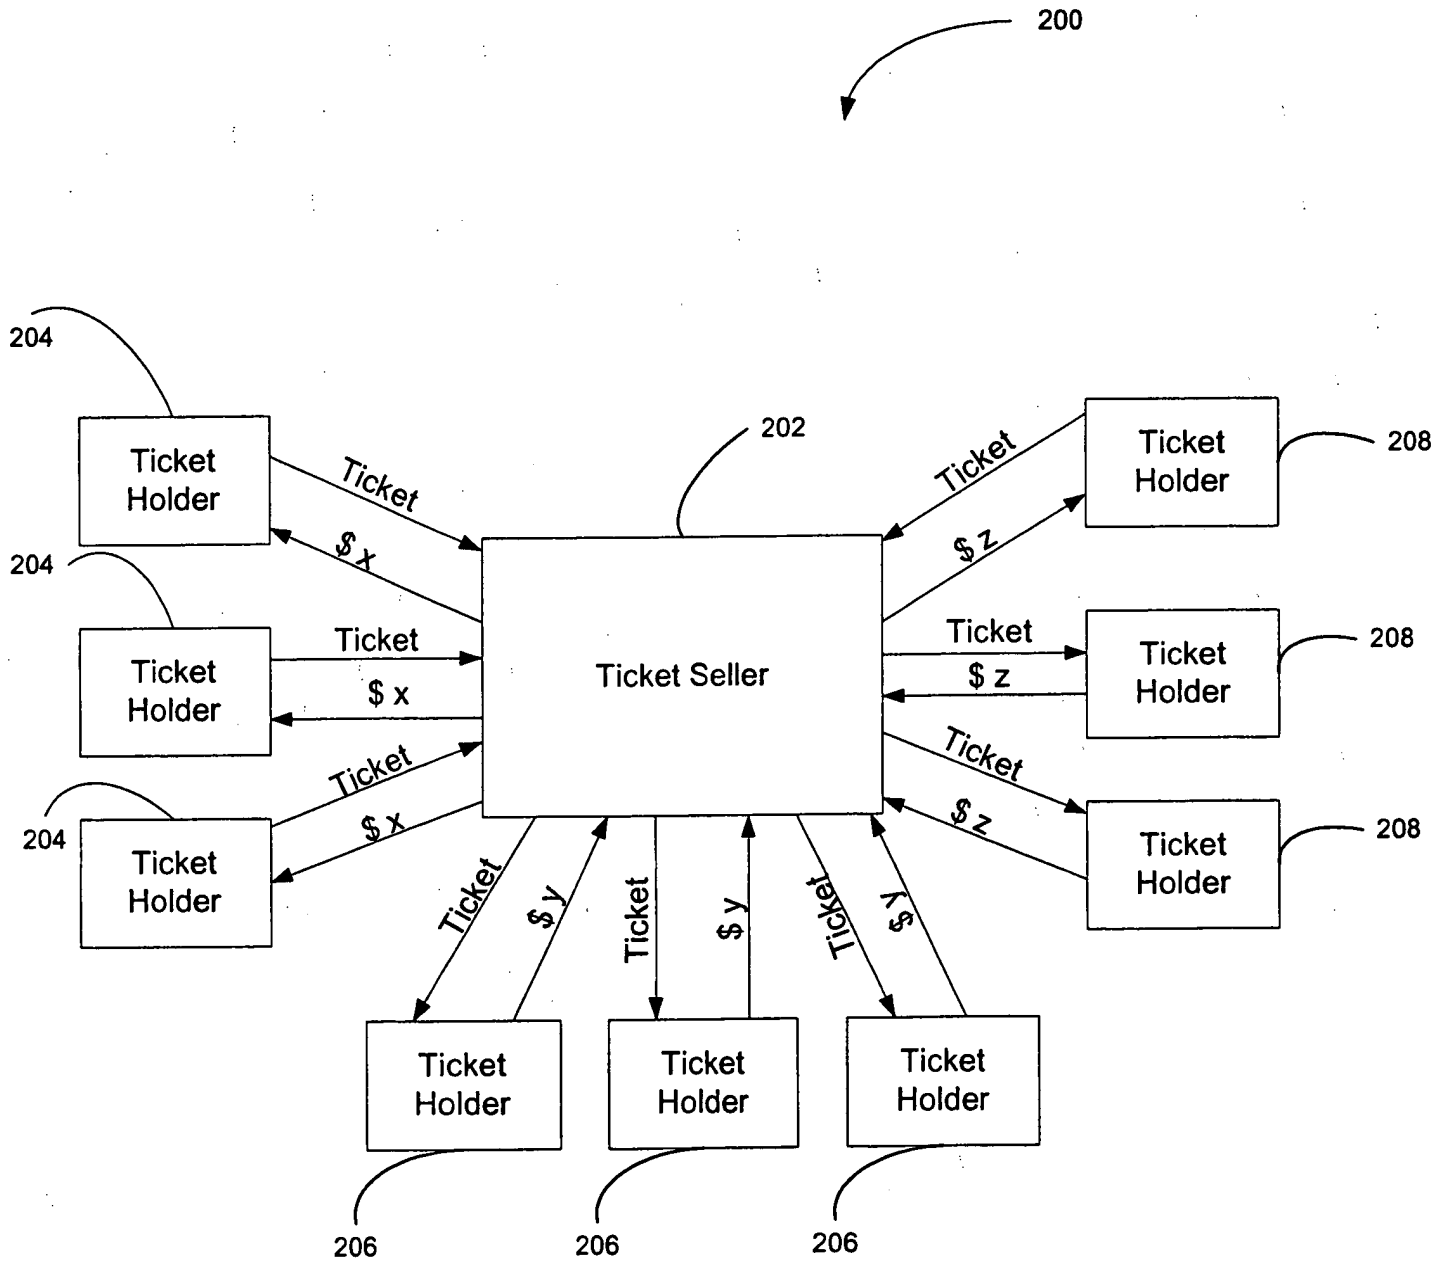 200
204
Ticket
Holder
Ticket
$ x
202
Ticket
Holder
208
Ticket
$ z
204
Ticket
Holder
Ticket
$ x
Ticket Seller
Ticket
$ z
Ticket
Holder
208
204
Ticket
Holder
Ticket
$ x
Ticket
$ z
Ticket
Holder
208
Ticket
$ y
Ticket
$ y
Ticket
$ y
Ticket
Holder
Ticket
Holder
Ticket
Holder
206
206
206